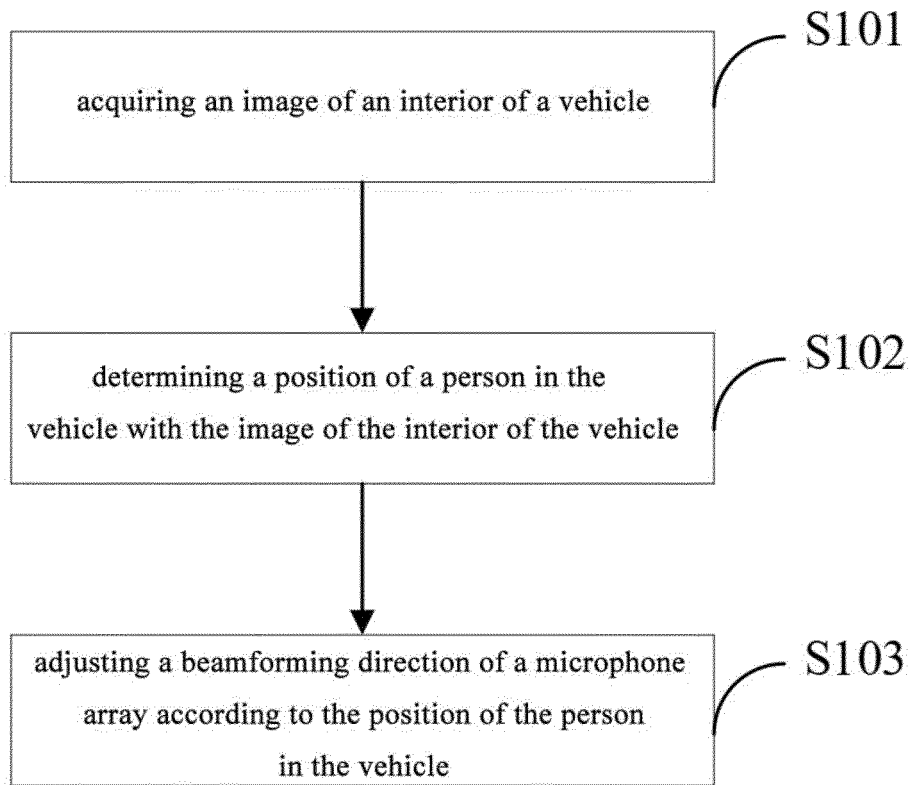 S101
acquiring an image of an interior of a vehicle
S102
determining a position of a person in the
vehicle with the image of the interior of the vehicle
S103
adjusting a beamforming direction of a microphone
array according to the position of the person
in the vehicle